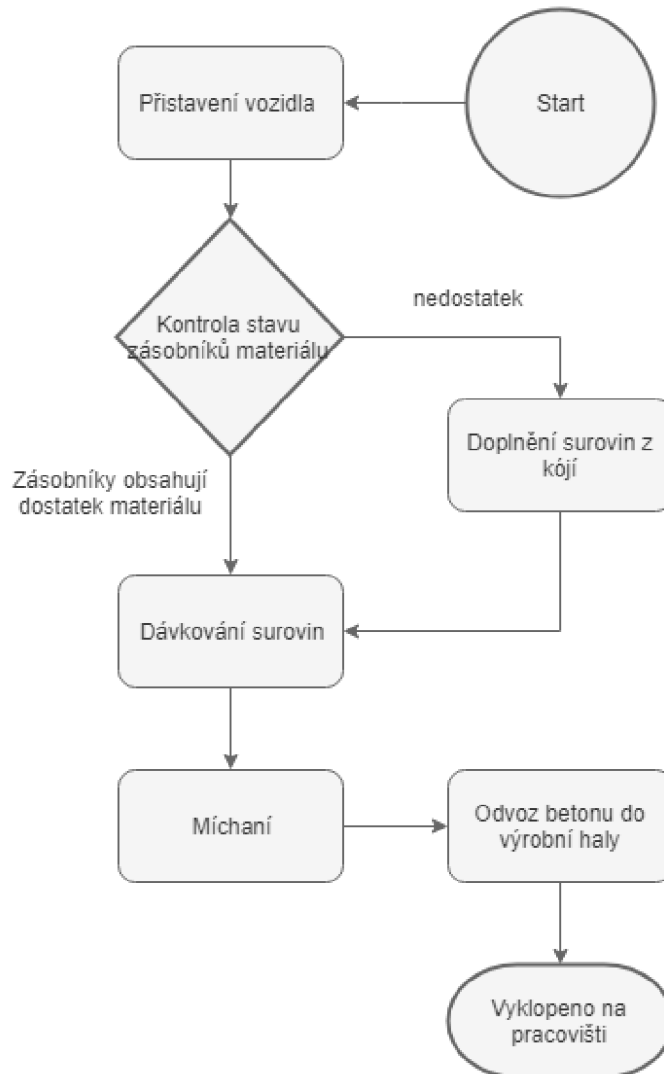 Start
Přistavení vozidla
Kontrola stavu
zásobníků materiálu
nedostatek
Doplnění surovin z
kójí
Zásobníky obsahují
dostatek materiálu
Dávkování surovin
Míchaní
Odvoz betonu do
výrobní haly
Vyklopeno na
pracovišti